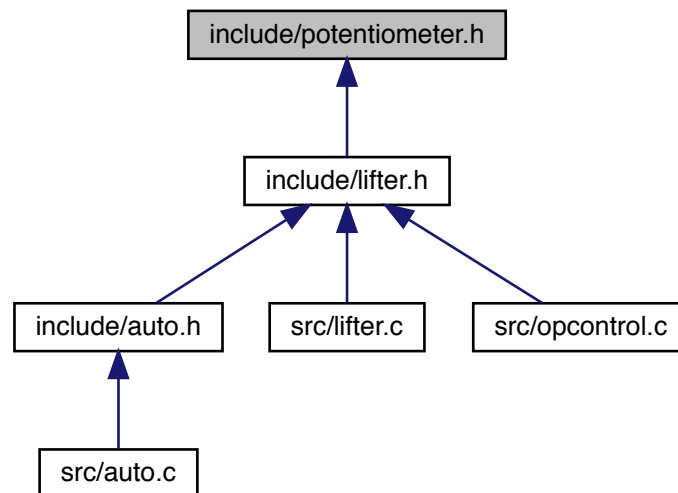 include/potentiometer.h
include/lifter.h
include/auto.h
src/lifter.c
src/opcontrol.c
src/auto.c